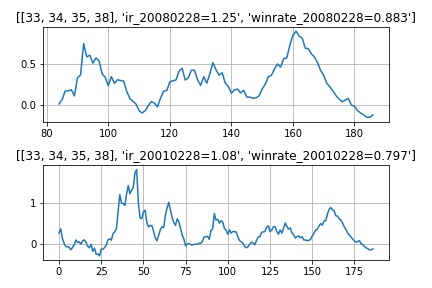 [[33, 34, 35, 38], 'ir_20080228=1.25', 'winrate_20080228=0.883']
0.5
0.0
80 100 120 140 160 180
[[33, 34, 35, 38], 'ir_20010228=1.08', 'winrate_20010228=0.797']
1
0
0 25 50 75 100 125 150 175